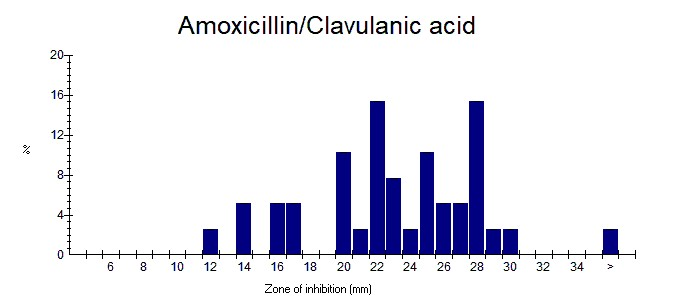 Amoxicillin/Clavulanic acid
20
16
12
8
4
0
%
6 8 10 12 14 16 18 20 22 24 26 28 30 32 34 >
Zone of inhibition (mm)